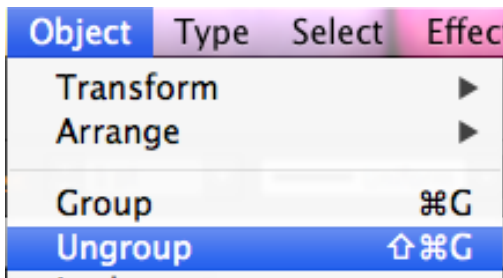 Object Type Select Effec
Transform ▶
Arrange ▶
Group ⌘G
Ungroup ⇧⌘G